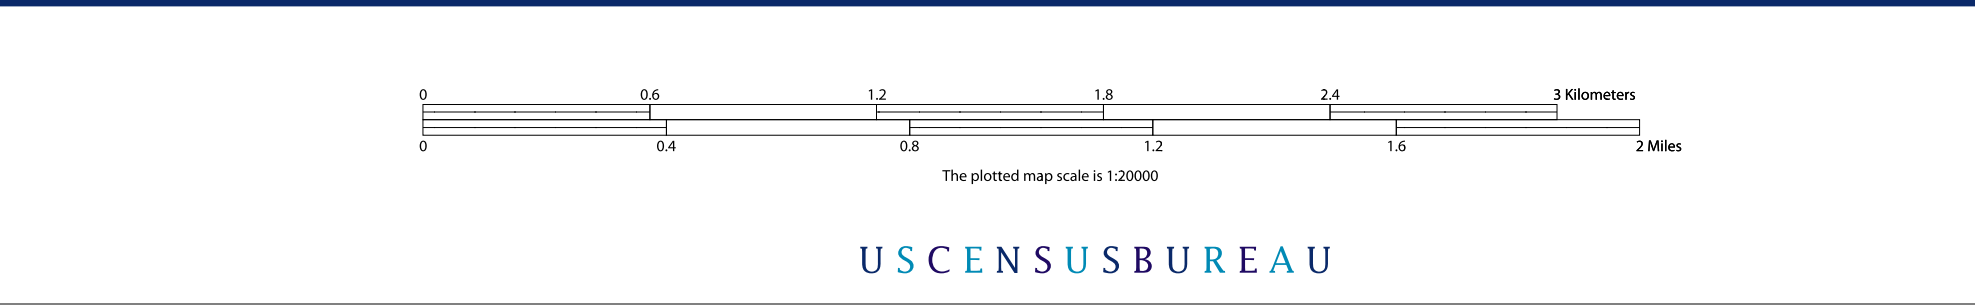 0 0.6 1.2 1.8 2.4 3 Kilometers
0 0.4 0.8 1.2 1.6 2 Miles
The plotted map scale is 1:20000
USCENSUSBUREAU